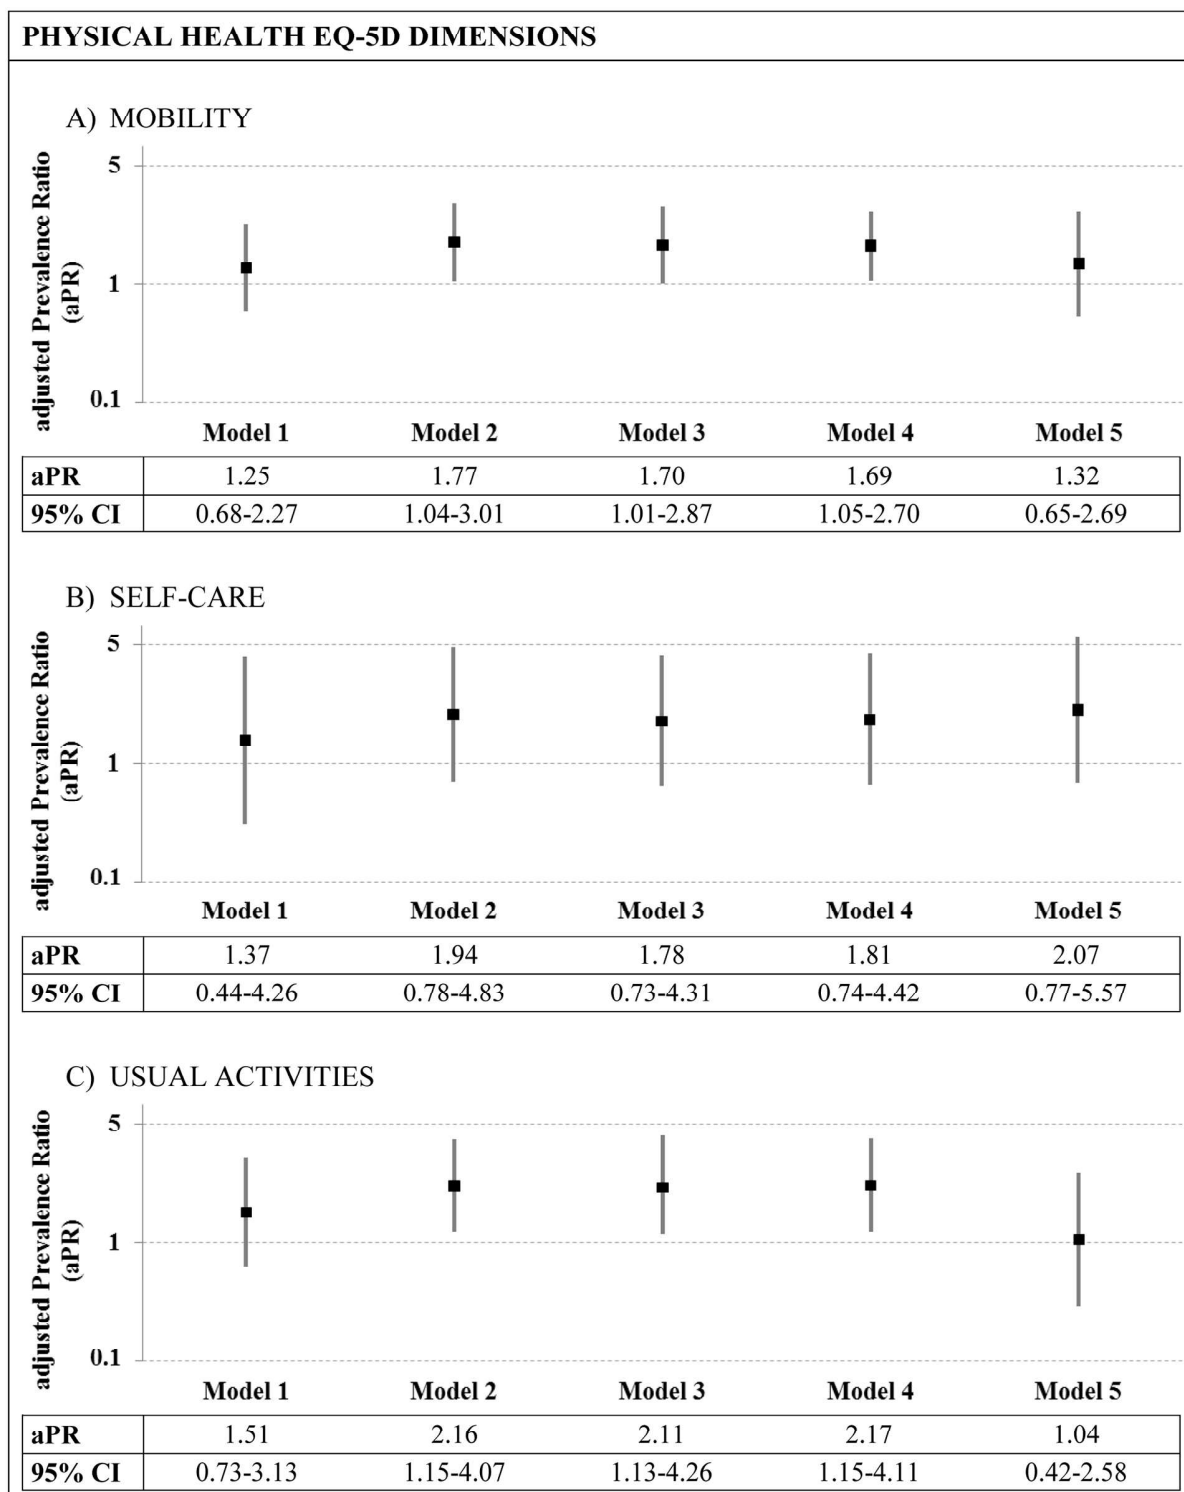 PHYSICAL HEALTH EQ-5D DIMENSIONS
A) MOBILITY
adjusted Prevalence Ratio
(aPR)
5
1
0.1
Model 1 Model 2 Model 3 Model 4 Model 5
aPR 1.25 1.77 1.70 1.69 1.32
95% CI 0.68-2.27 1.04-3.01 1.01-2.87 1.05-2.70 0.65-2.69
B) SELF-CARE
adjusted Prevalence Ratio
(aPR)
5
1
0.1
Model 1 Model 2 Model 3 Model 4 Model 5
aPR 1.37 1.94 1.78 1.81 2.07
95% CI 0.44-4.26 0.78-4.83 0.73-4.31 0.74-4.42 0.77-5.57
C) USUAL ACTIVITIES
adjusted Prevalence Ratio
(aPR)
5
1
0.1
Model 1 Model 2 Model 3 Model 4 Model 5
aPR 1.51 2.16 2.11 2.17 1.04
95% CI 0.73-3.13 1.15-4.07 1.13-4.26 1.15-4.11 0.42-2.58